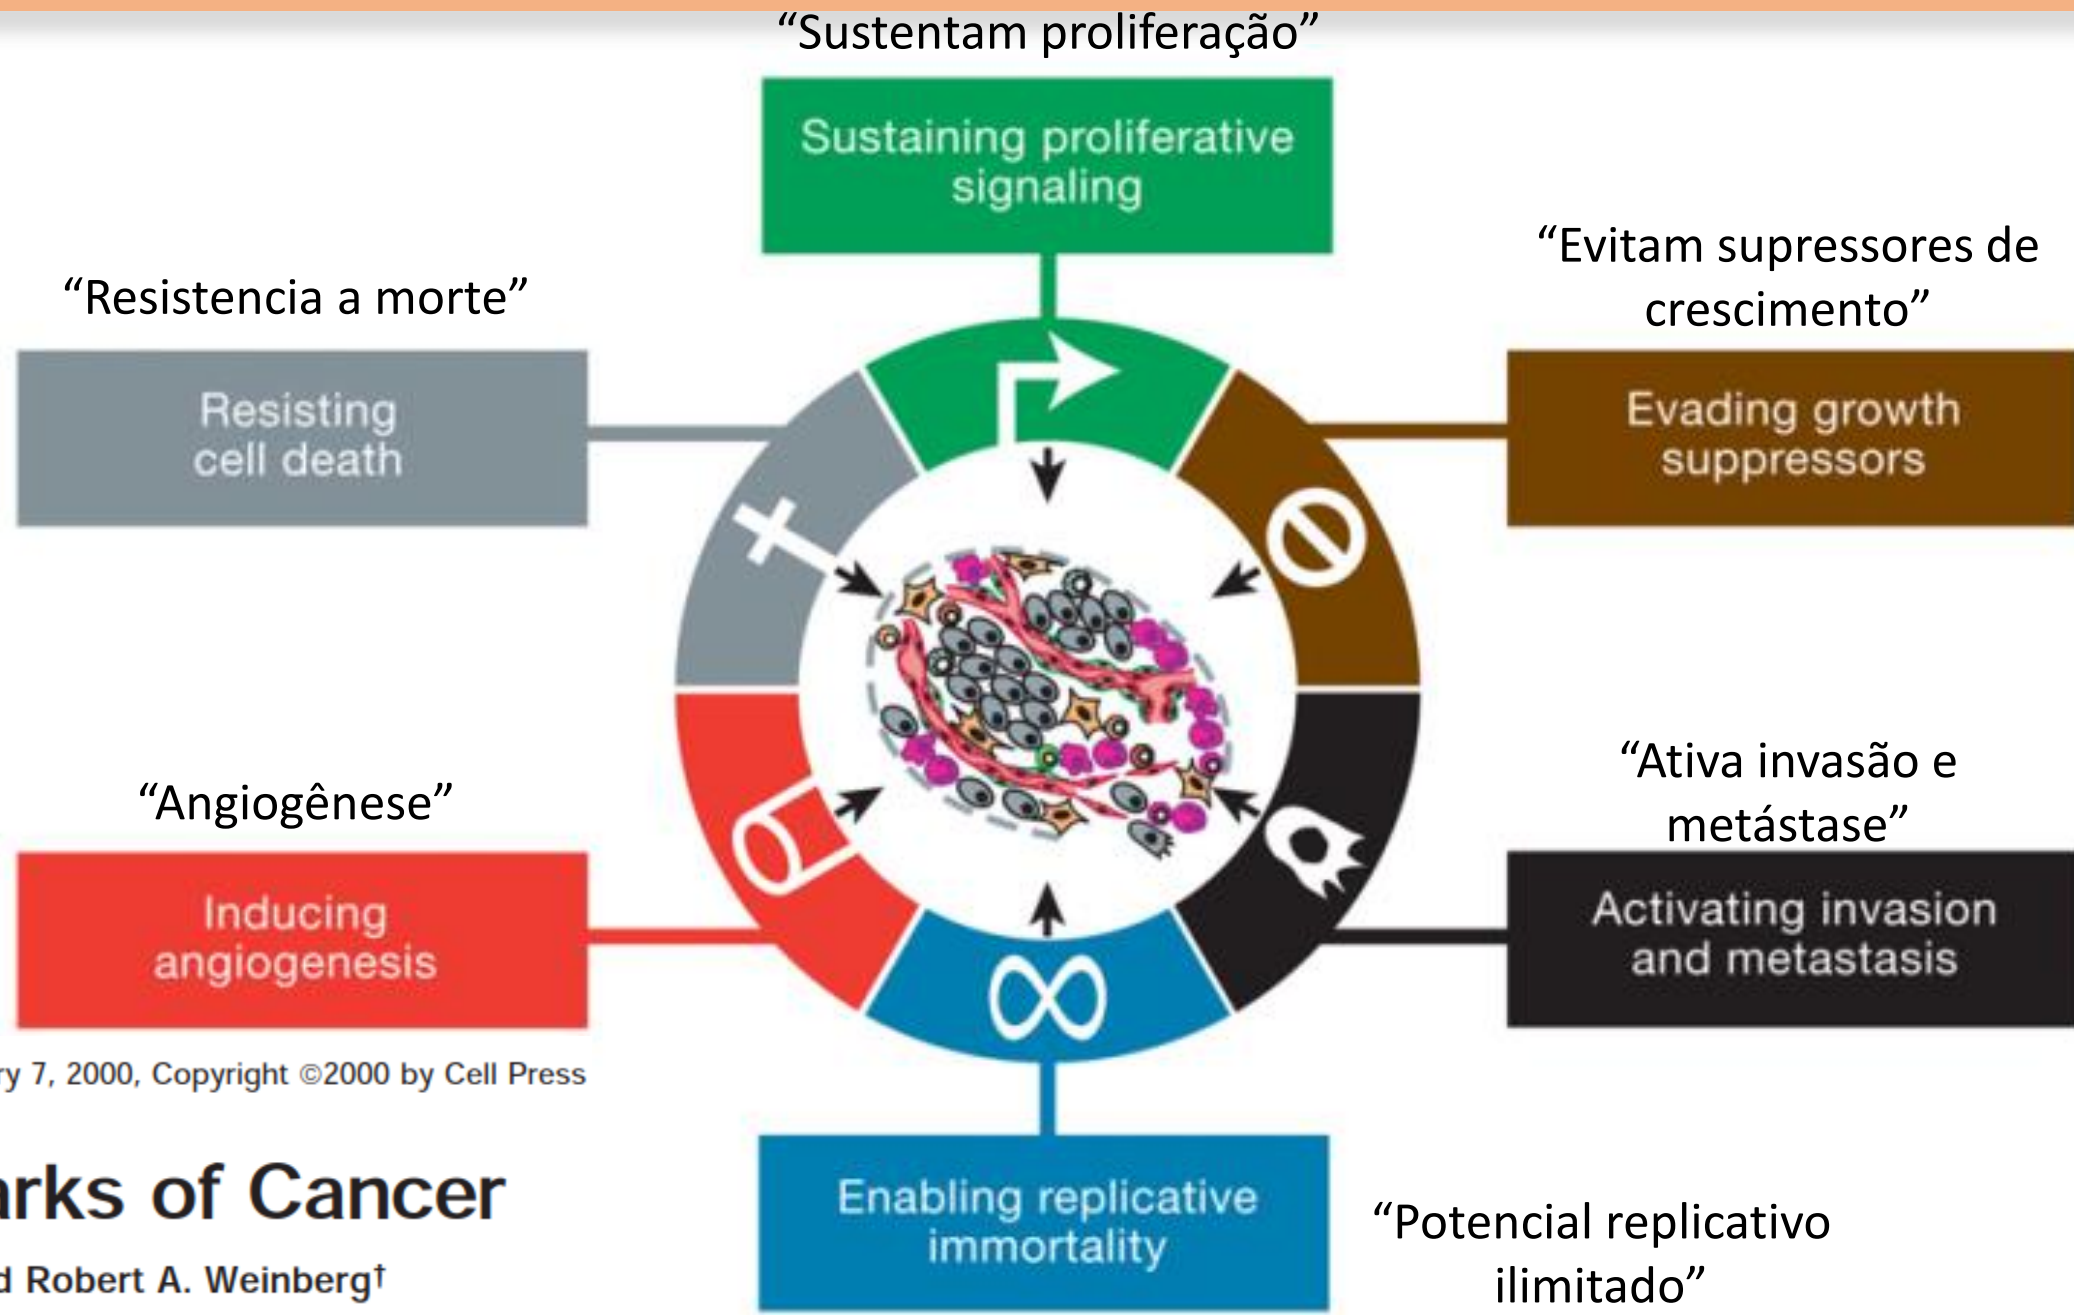 “Sustentam proliferação”
Sustaining proliferative
signaling
“Evitam supressores de
crescimento”
Evading growth
suppressors
“Resistencia a morte”
Resisting
cell death
“Angiogênese”
Inducing
angiogenesis
“Ativa invasão e
metástase”
Activating invasion
and metastasis
ry 7, 2000, Copyright ©2000 by Cell Press
arks of Cancer
d Robert A. Weinberg†
Enabling replicative
immortality
“Potencial replicativo
ilimitado”